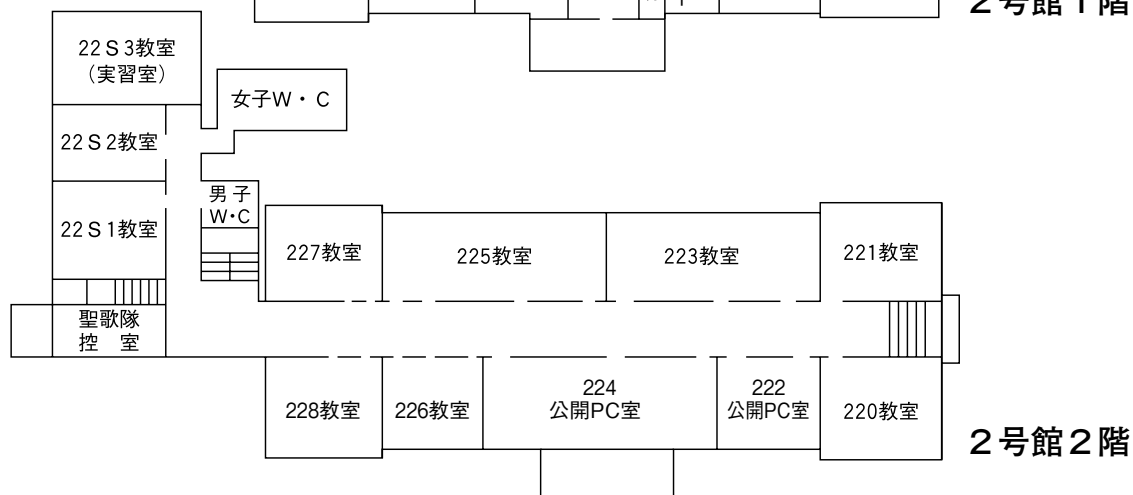 2号館1階
22S3教室
(実習室)
女子W・C
22S2教室
男子
W・C
22S1教室
227教室
225教室
223教室
221教室
聖歌隊
控 室
228教室
226教室
224
公開PC室
222
公開PC室
220教室
2号館2階